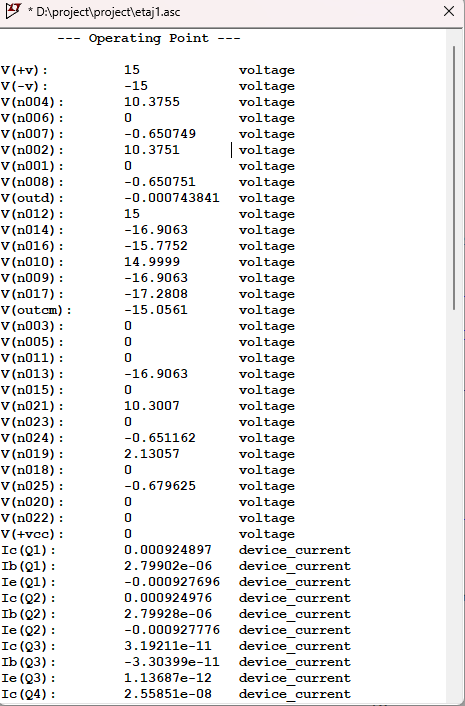 * D:\project\project\etaj1.asc
--- Operating Point ---
V(+v): 15 voltage
V(-v): -15 voltage
V(n004): 10.3755 voltage
V(n006): 0 voltage
V(n007): -0.650749 voltage
V(n002): 10.3751 voltage
V(n001): 0 voltage
V(n008): -0.650751 voltage
V(outd): -0.000743841 voltage
V(n012): 15 voltage
V(n014): -16.9063 voltage
V(n016): -15.7752 voltage
V(n010): 14.9999 voltage
V(n009): -16.9063 voltage
V(n017): -17.2808 voltage
V(outcm): -15.0561 voltage
V(n003): 0 voltage
V(n005): 0 voltage
V(n011): 0 voltage
V(n013): -16.9063 voltage
V(n015): 0 voltage
V(n021): 10.3007 voltage
V(n023): 0 voltage
V(n024): -0.651162 voltage
V(n019): 2.13057 voltage
V(n018): 0 voltage
V(n025): -0.679625 voltage
V(n020): 0 voltage
V(n022): 0 voltage
V(+vcc): 0 voltage
Ic(Q1): 0.000924897 device_current
Ib(Q1): 2.79902e-06 device_current
Ie(Q1): -0.000927696 device_current
Ic(Q2): 0.000924976 device_current
Ib(Q2): 2.79928e-06 device_current
Ie(Q2): -0.000927776 device_current
Ic(Q3): 3.19211e-11 device_current
Ib(Q3): -3.30399e-11 device_current
Ie(Q3): 1.13687e-12 device_current
Ic(Q4): 2.55851e-08 device_current